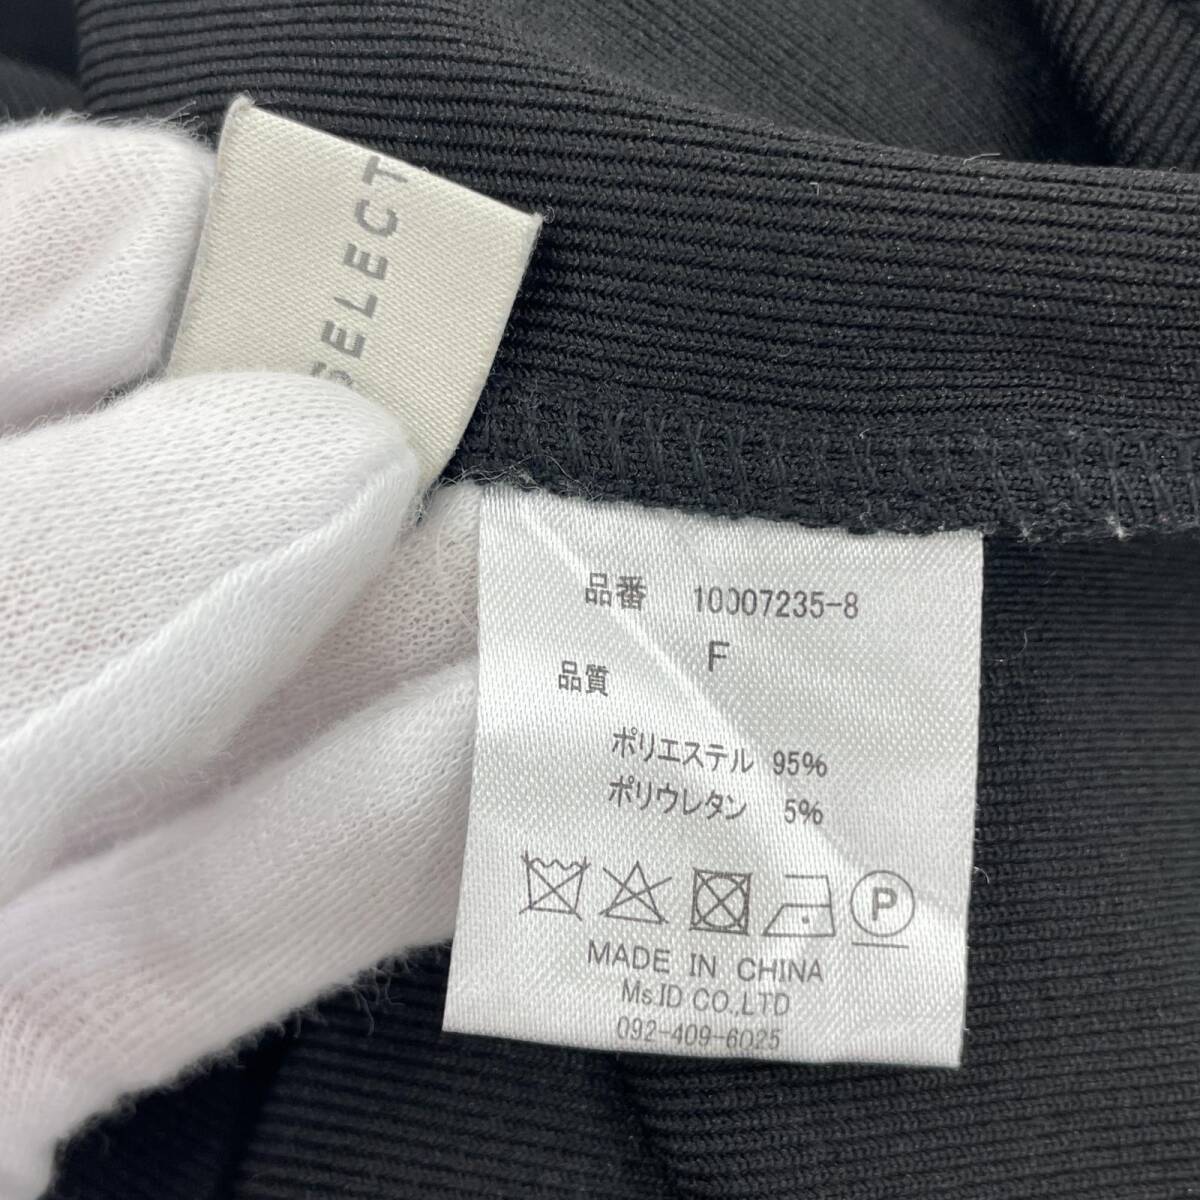 SELECT
品番 10007235-8
F
品質
ポリエステル 95%
ポリウレタン 5%
P
MADE IN CHINA
Ms.ID CO.,LTD
092-409-6025